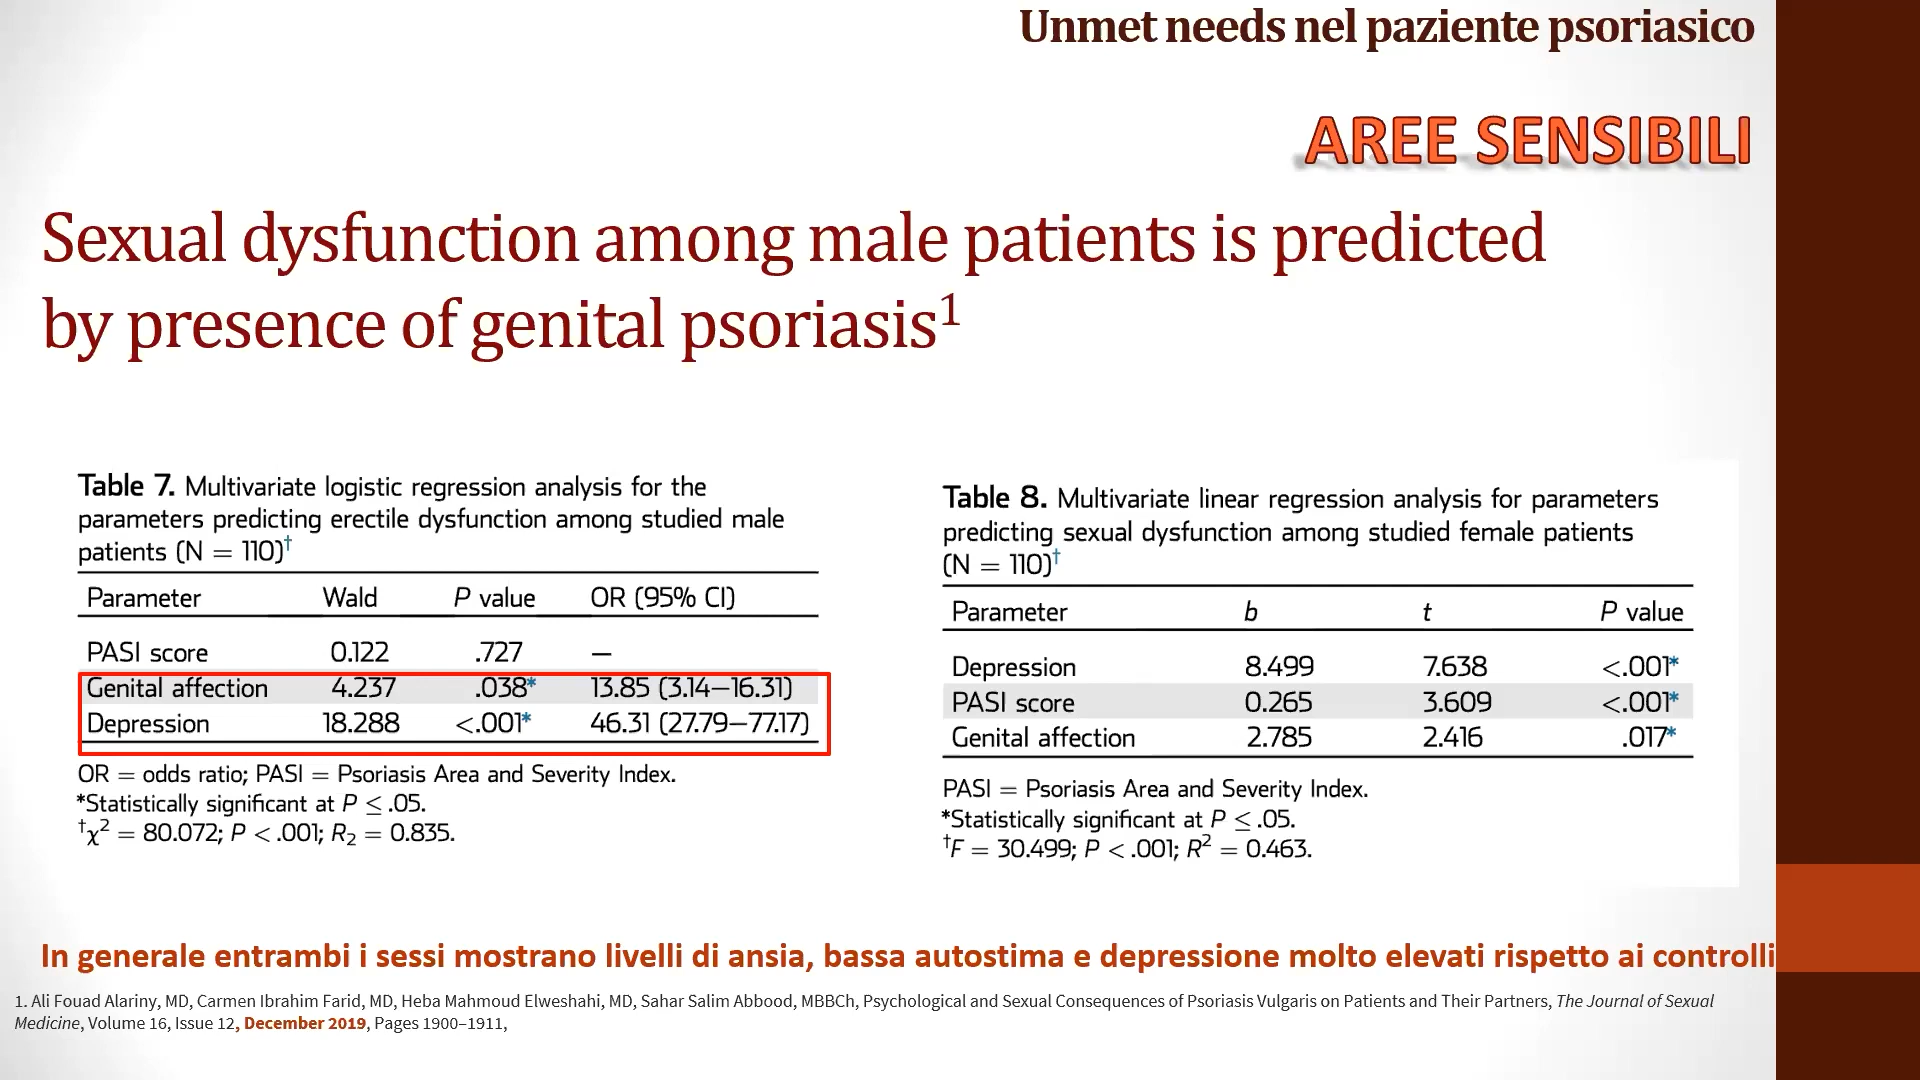 Unmet needs nel paziente psoriasico
AREE SENSIBILI
Sexual dysfunction among male patients is predicted
by presence of genital psoriasis1
Table 7. Multivariate logistic regression analysis for the
parameters predicting erectile dysfunction among studied male
patients (N = 110)†
Parameter Wald P value OR (95% CI)
PASI score 0.122 .727 —
Genital affection 4.237 .038* 13.85 (3.14–16.31)
Depression 18.288 <.001* 46.31 (27.79–77.17)
OR = odds ratio; PASI = Psoriasis Area and Severity Index.
*Statistically significant at P ≤ .05.
†χ2 = 80.072; P < .001; R2 = 0.835.
Table 8. Multivariate linear regression analysis for parameters
predicting sexual dysfunction among studied female patients
(N = 110)†
Parameter b t P value
Depression 8.499 7.638 <.001*
PASI score 0.265 3.609 <.001*
Genital affection 2.785 2.416 .017*
PASI = Psoriasis Area and Severity Index.
*Statistically significant at P ≤ .05.
†F = 30.499; P < .001; R2 = 0.463.
In generale entrambi i sessi mostrano livelli di ansia, bassa autostima e depressione molto elevati rispetto ai controlli
1. Ali Fouad Alariny, MD, Carmen Ibrahim Farid, MD, Heba Mahmoud Elweshahi, MD, Sahar Salim Abbood, MBBCh, Psychological and Sexual Consequences of Psoriasis Vulgaris on Patients and Their Partners, The Journal of Sexual
Medicine, Volume 16, Issue 12, December 2019, Pages 1900–1911,